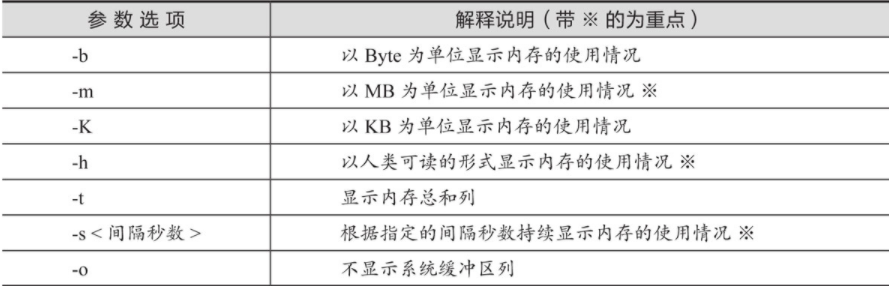 参 数 选 项 解释说明（带 ※ 的为重点）
-b 以 Byte 为单位显示内存的使用情况
-m 以 MB 为单位显示内存的使用情况 ※
-K 以 KB 为单位显示内存的使用情况
-h 以人类可读的形式显示内存的使用情况 ※
-t 显示内存总和列
-s < 间隔秒数 > 根据指定的间隔秒数持续显示内存的使用情况 ※
-o 不显示系统缓冲区列